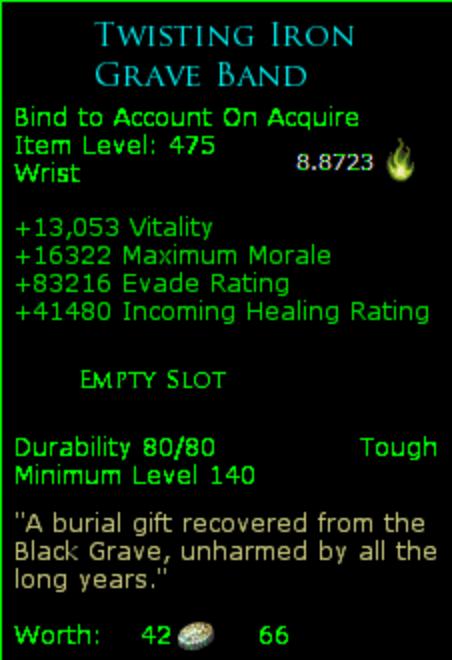 Twisting Iron
Grave Band
Bind to Account On Acquire
Item Level: 475
8.8723
Wrist
+13,053 Vitality
+16322 Maximum Morale
+83216 Evade Rating
+41480 Incoming Healing Rating
Empty Slot
Durability 80/80 Tough
Minimum Level 140
"A burial gift recovered from the
Black Grave, unharmed by all the
long years."
Worth: 42 66